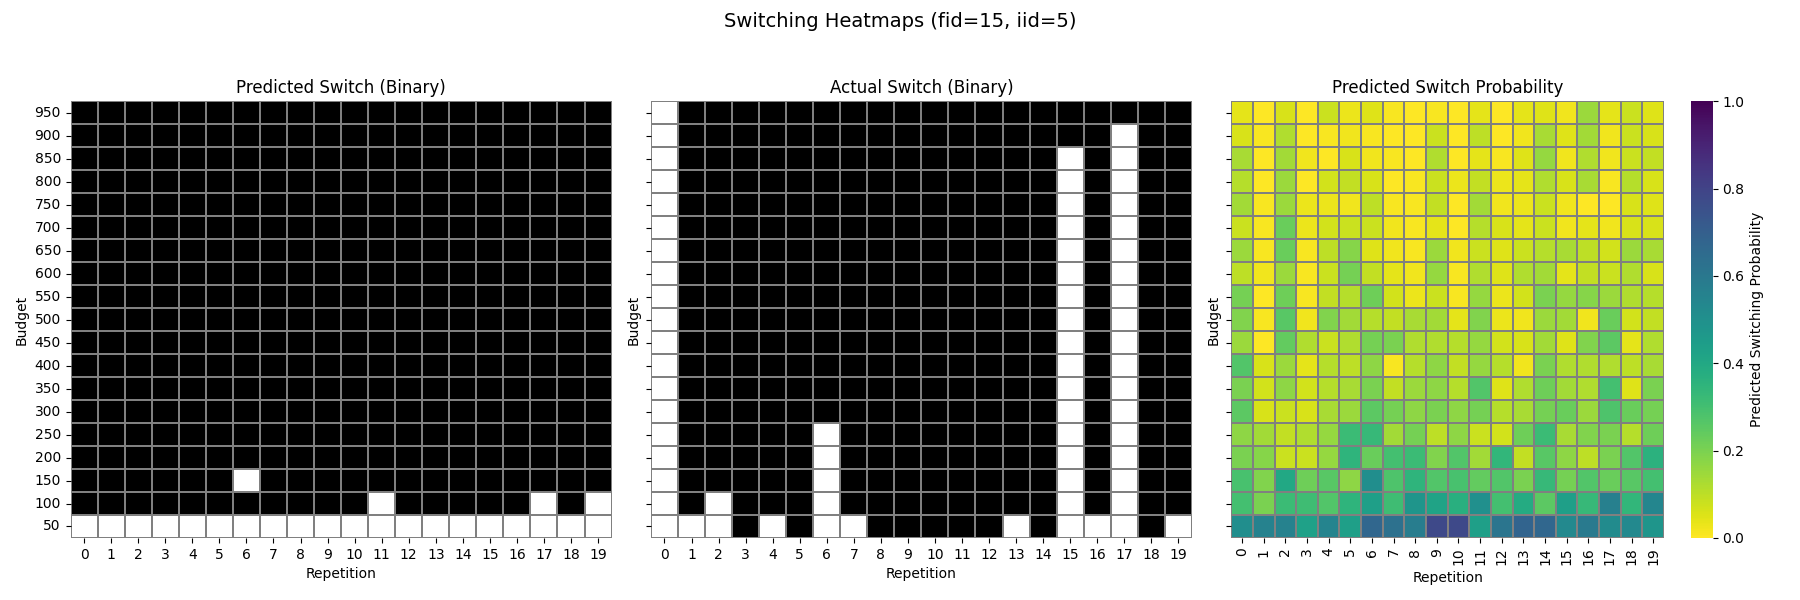 Switching Heatmaps (fid=15, iid=5)
Predicted Switch (Binary)
Budget
950
900
850
800
750
700
650
600
550
500
450
400
350
300
250
200
150
100
50
0 1 2 3 4 5 6 7 8 9 10 11 12 13 14 15 16 17 18 19
Repetition
Actual Switch (Binary)
Budget
0 1 2 3 4 5 6 7 8 9 10 11 12 13 14 15 16 17 18 19
Repetition
Predicted Switch Probability
Budget
0 1 2 3 4 5 6 7 8 9 10 11 12 13 14 15 16 17 18 19
Repetition
1.0
0.8
0.6
0.4
0.2
0.0
Predicted Switching Probability